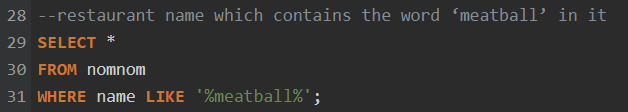 28 --restaurant name which contains the word ‘meatball’ in it
29 SELECT *
30 FROM nomnom
31 WHERE name LIKE '%meatball%';